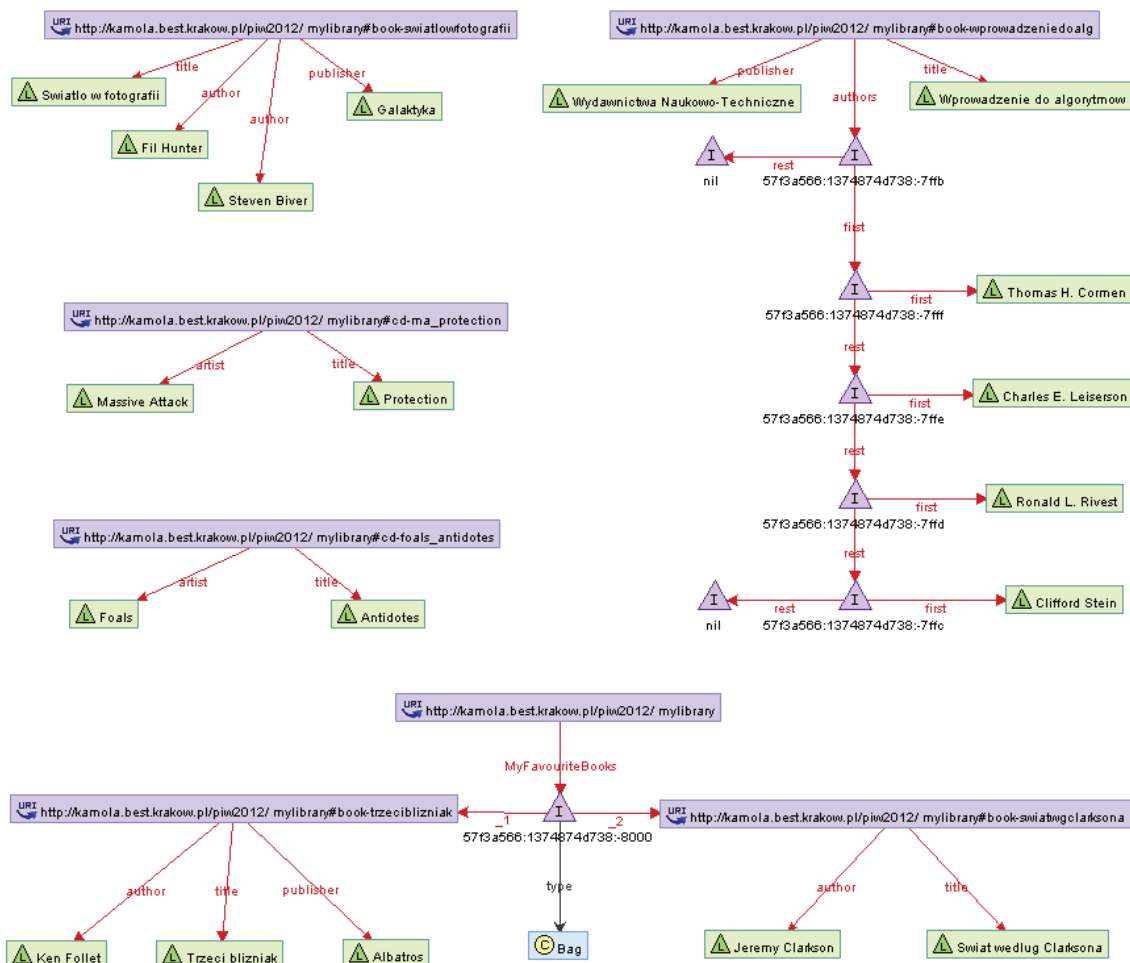 URI http://kamola.best.krakow.pl/piw2012/ mylibrary#book-swiatlowfotografii
title
author
author
publisher
L Swiatlo w fotografii
L Fil Hunter
L Steven Biver
L Galaktyka
URI http://kamola.best.krakow.pl/piw2012/ mylibrary#book-wprowadzeniedoalg
publisher
authors
title
L Wydawnictwa Naukowo-Techniczne
L Wprowadzenie do algorytmow
I
nil
rest
I
57f3a566:1374874d738:-7ffb
first
I
57f3a566:1374874d738:-7fff
first
L Thomas H. Cormen
rest
I
57f3a566:1374874d738:-7ffe
first
L Charles E. Leiserson
rest
I
57f3a566:1374874d738:-7ffd
first
L Ronald L. Rivest
rest
I
nil
rest
I
57f3a566:1374874d738:-7ffc
first
L Clifford Stein
URI http://kamola.best.krakow.pl/piw2012/ mylibrary#cd-ma_protection
artist
title
L Massive Attack
L Protection
URI http://kamola.best.krakow.pl/piw2012/ mylibrary#cd-foals_antidotes
artist
title
L Foals
L Antidotes
URI http://kamola.best.krakow.pl/piw2012/ mylibrary
MyFavouriteBooks
URI http://kamola.best.krakow.pl/piw2012/ mylibrary#book-trzeciblizniak
_1
I
57f3a566:1374874d738:-8000
_2
URI http://kamola.best.krakow.pl/piw2012/ mylibrary#book-swiatwgclarksona
author
title
publisher
type
author
title
L Ken Follet
L Trzeci blizniak
L Albatros
C Bag
L Jeremy Clarkson
L Swiat wedlug Clarksona